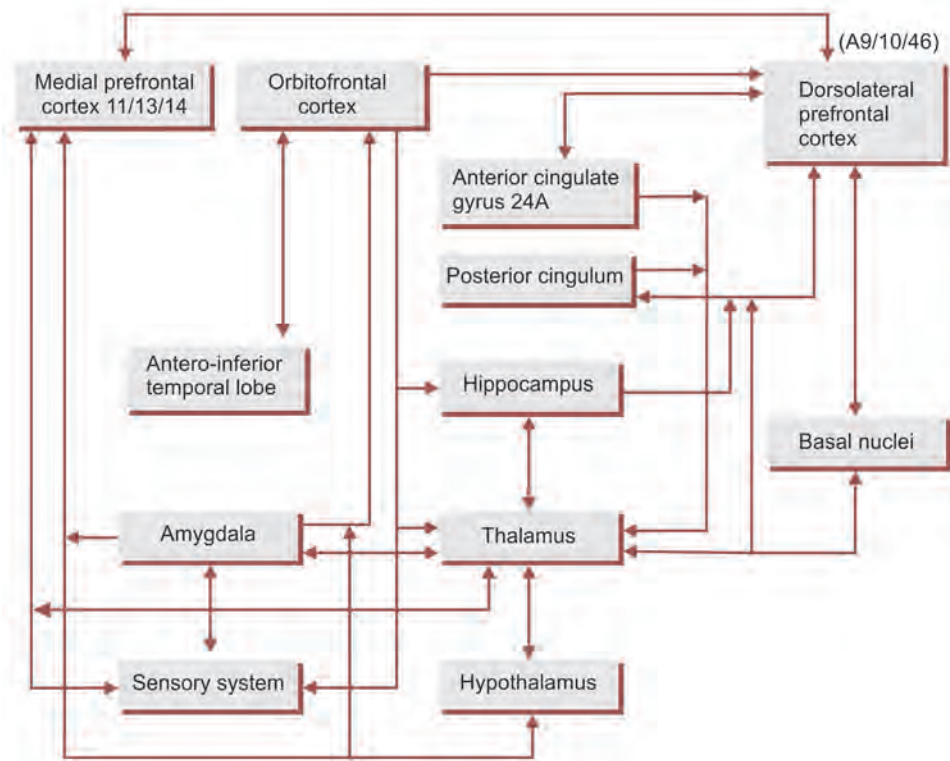 (A9/10/46)
Medial prefrontal
cortex 11/13/14
Orbitofrontal
cortex
Dorsolateral
prefrontal
cortex
Anterior cingulate
gyrus 24A
Posterior cingulum
Antero-inferior
temporal lobe
Hippocampus
Basal nuclei
Amygdala
Thalamus
Sensory system
Hypothalamus